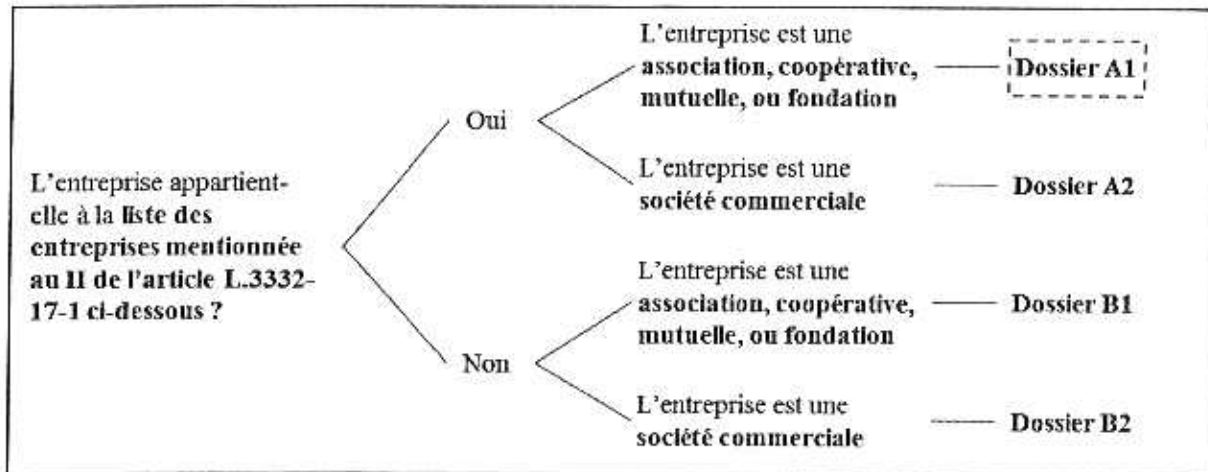 L'entreprise appartient-
elle à la liste des
entreprises mentionnée
au II de l'article L.3332-
17-1 ci-dessous ?
Oui
L'entreprise est une
association, coopérative,
mutuelle, ou fondation
Dossier A1
L'entreprise est une
société commerciale
Dossier A2
Non
L'entreprise est une
association, coopérative,
mutuelle, ou fondation
Dossier B1
L'entreprise est une
société commerciale
Dossier B2